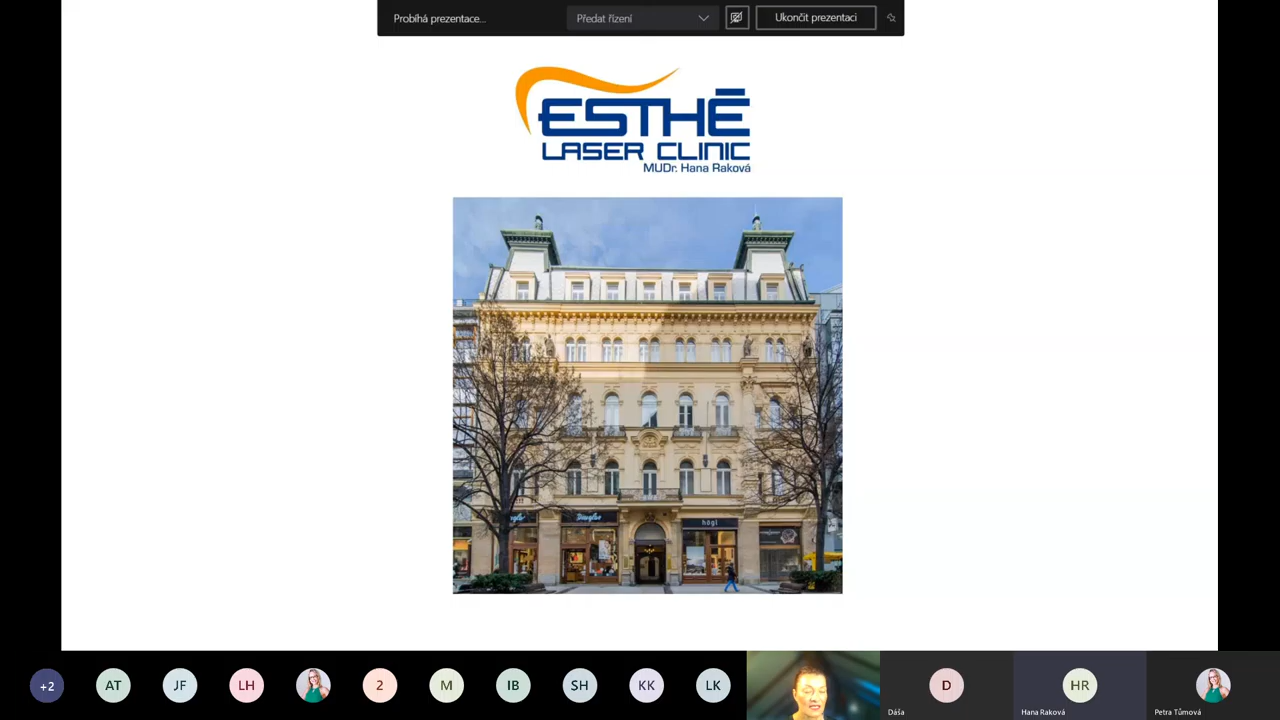 Probíhá prezentace...
Předat řízení
Ukončit prezentaci
ESTHÉ
LASER CLINIC
MUDr. Hana Raková
Douglas
högl
+2
AT
JF
LH
2
M
IB
SH
KK
LK
D
HR
Dáša
Hana Raková
Petra Tůmová